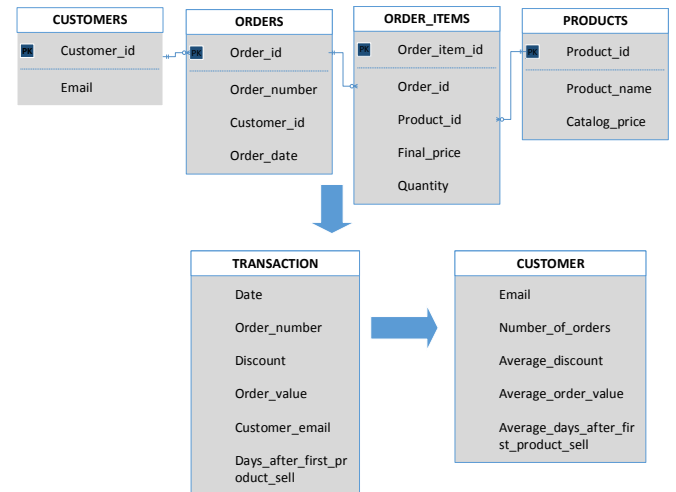 CUSTOMERS
PK Customer_id
Email
ORDERS
PK Order_id
Order_number
Customer_id
Order_date
ORDER_ITEMS
PK Order_item_id
Order_id
Product_id
Final_price
Quantity
PRODUCTS
PK Product_id
Product_name
Catalog_price
TRANSACTION
Date
Order_number
Discount
Order_value
Customer_email
Days_after_first_pr
oduct_sell
CUSTOMER
Email
Number_of_orders
Average_discount
Average_order_value
Average_days_after_fir
st_product_sell